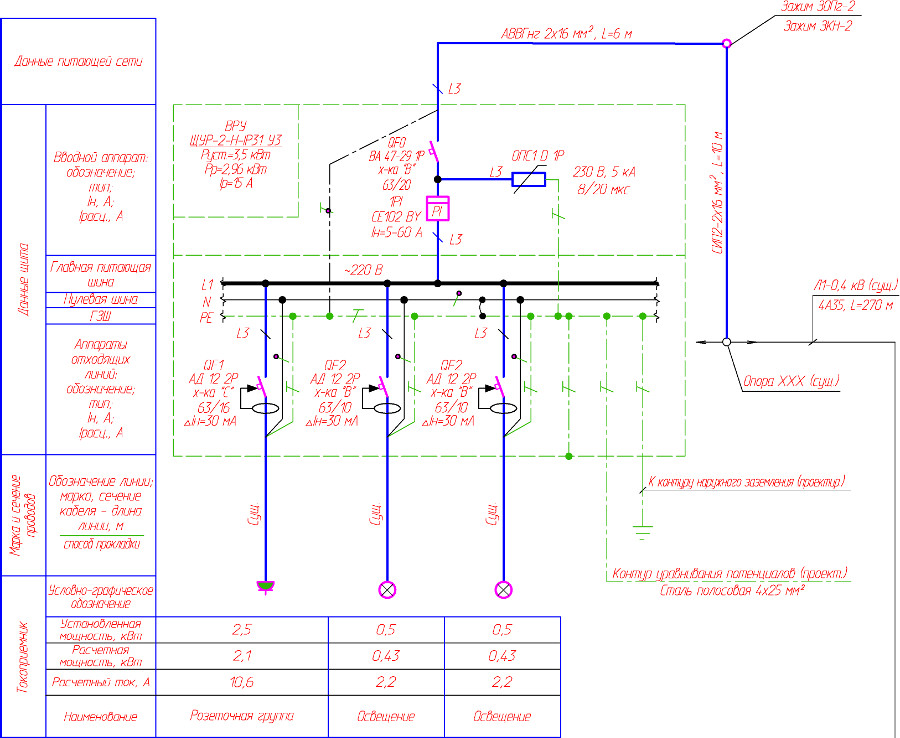 Зажим ЗОПг-2
Зажим ЭКН-2
АВВГнг 2х16 мм², L=6 м
Данные питающей сети
L3
СИП2-2х16 мм², L=10 м
Данные щита
Вводной аппарат:
обозначение;
тип,
Iн, А;
Iрасц., А
ВРУ
ЩУР-2-Н-IP31 У3
Руст=3,5 кВт
Рр=2,96 кВт
Iр=15 А
QF0
ВА 47-29 1Р
х-ка "В"
63/20
L3
ОПС1 D 1Р
230 В, 5 кА
8/20 мкс
1PI
СЕ102 BY
Iн=5-60 А
PI
L3
Главная питающая
шина
Нулевая шина
ГЗШ
~220 В
L1
N
PE
Л1-0,4 кВ (сущ.)
4А35, L=270 м
Опора ХХХ (сущ.)
Аппараты
отходящих
линий:
обозначение;
тип,
Iн, А;
Iрасц., А
L3
L3
L3
QL1
АД 12 2Р
х-ка "С"
63/16
ΔIн=30 мА
QF2
АД 12 2Р
х-ка "В"
63/10
ΔIн=30 мА
QF2
АД 12 2Р
х-ка "В"
63/10
ΔIн=30 мА
Марка и сечение
проводов
Обозначение линии;
марка, сечение
кабеля - длина
линии, м
способ прокладки
Сущ.
Сущ.
Сущ.
К контуру наружного заземления (проектир.)
Контур уравнивания потенциалов (проект.)
Сталь полосовая 4х25 мм²
Токоприемник
Условно-графическое
обозначение
Установленная
мощность, кВт
2,5
0,5
0,5
Расчетная
мощность, кВт
2,1
0,43
0,43
Расчетный ток, А
10,6
2,2
2,2
Наименование
Розеточная группа
Освещение
Освещение